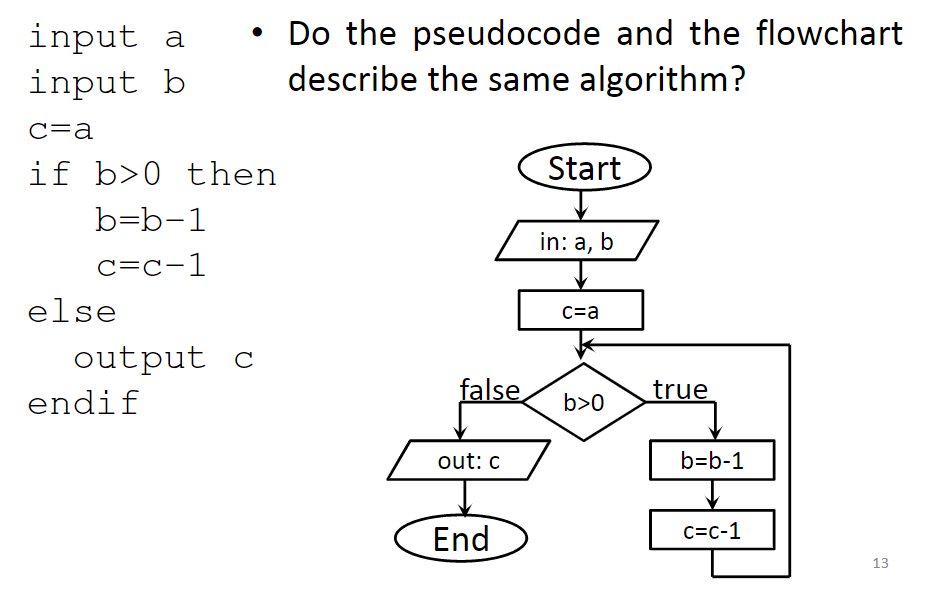 input a
input b
c=a
if b>0 then
   b=b-1
   c=c-1
else
  output c
endif
• Do the pseudocode and the flowchart
describe the same algorithm?
Start
in: a, b
c=a
false
b>0
true
out: c
b=b-1
End
c=c-1
13